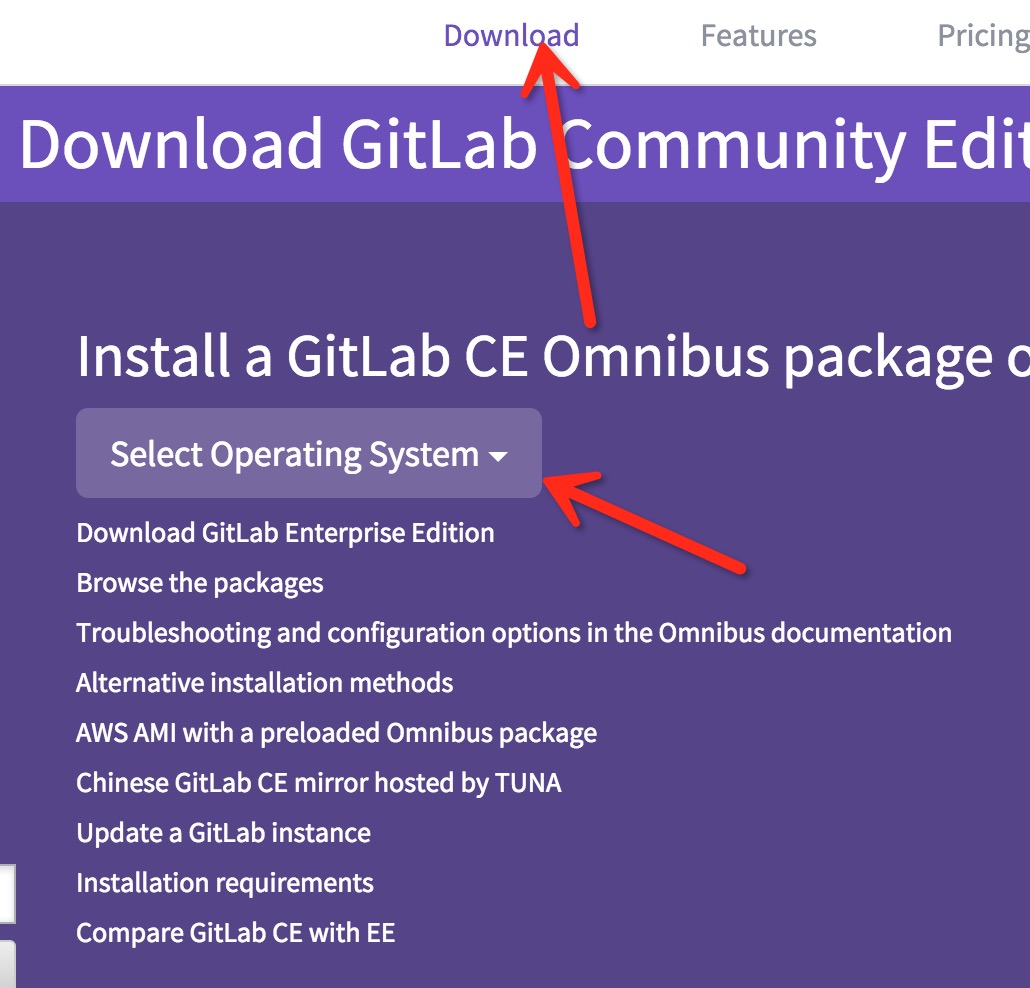 Download Features Pricing
Download GitLab Community Edit
Install a GitLab CE Omnibus package o
Select Operating System
Download GitLab Enterprise Edition
Browse the packages
Troubleshooting and configuration options in the Omnibus documentation
Alternative installation methods
AWS AMI with a preloaded Omnibus package
Chinese GitLab CE mirror hosted by TUNA
Update a GitLab instance
Installation requirements
Compare GitLab CE with EE